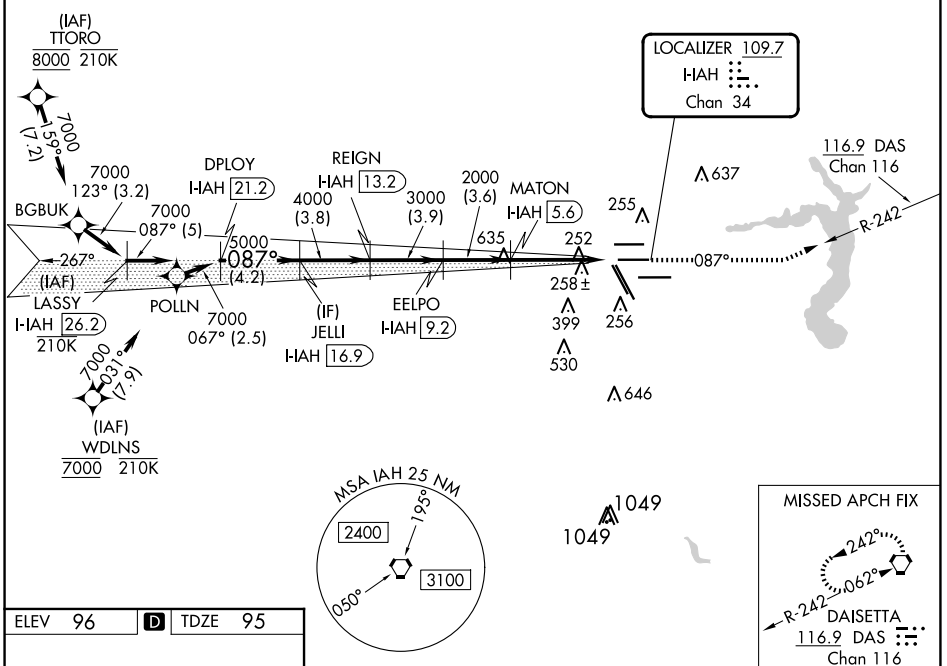 (IAF)
TTORO
8000 210K
7000
159°
(7.2)
LOCALIZER 109.7
I-IAH
Chan 34
116.9 DAS
Chan 116
R-242
637
255
7000
123° (3.2)
BGBUK
7000
087° (5)
DPLOY
I-IAH 21.2
REIGN
I-IAH 13.2
4000
(3.8)
3000
(3.9)
2000
(3.6)
MATON
I-IAH 5.6
5000
087°
(4.2)
635
252
087°
267°
(IAF)
LASSY
I-IAH 26.2
210K
POLLN
7000
067° (2.5)
(IF)
JELLI
I-IAH 16.9
EELPO
I-IAH 9.2
258 ±
399
256
530
646
7000
031°
(7.9)
(IAF)
WDLNS
7000 210K
MSA IAH 25 NM
195°
2400
3100
050°
1049
1049
MISSED APCH FIX
242°
062°
R-242
DAISETTA
116.9 DAS
Chan 116
ELEV 96 D TDZE 95